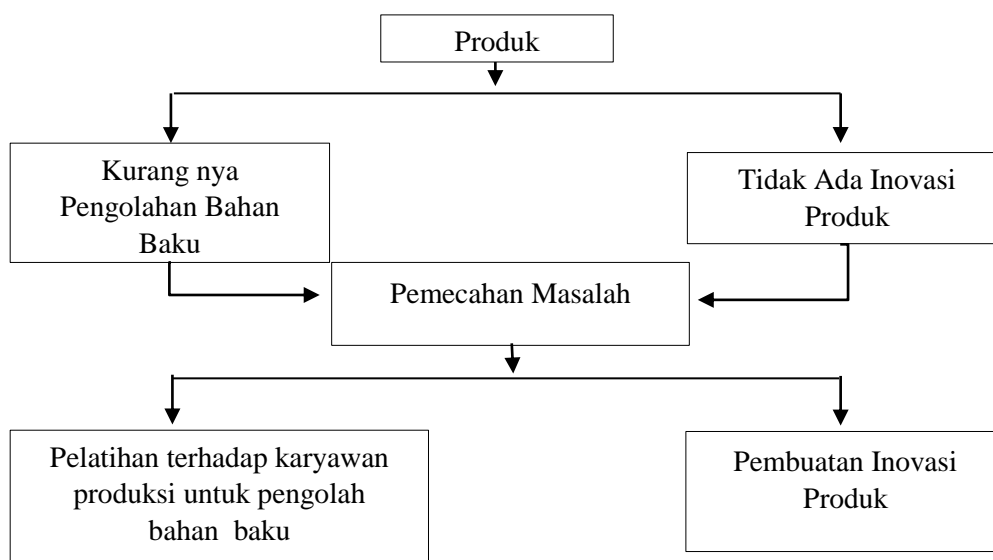 Produk
Kurang nya
Pengolahan Bahan
Baku
Tidak Ada Inovasi
Produk
Pemecahan Masalah
Pelatihan terhadap karyawan
produksi untuk pengolah
bahan baku
Pembuatan Inovasi
Produk